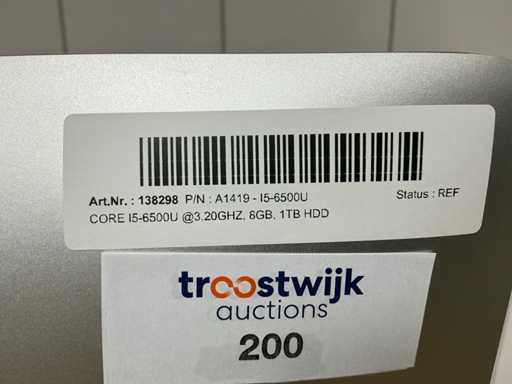 Art.Nr. : 138298 P/N : A1419 - I5-6500U Status : REF
CORE I5-6500U @3.20GHZ, 8GB, 1TB HDD
troostwijk
auctions
200